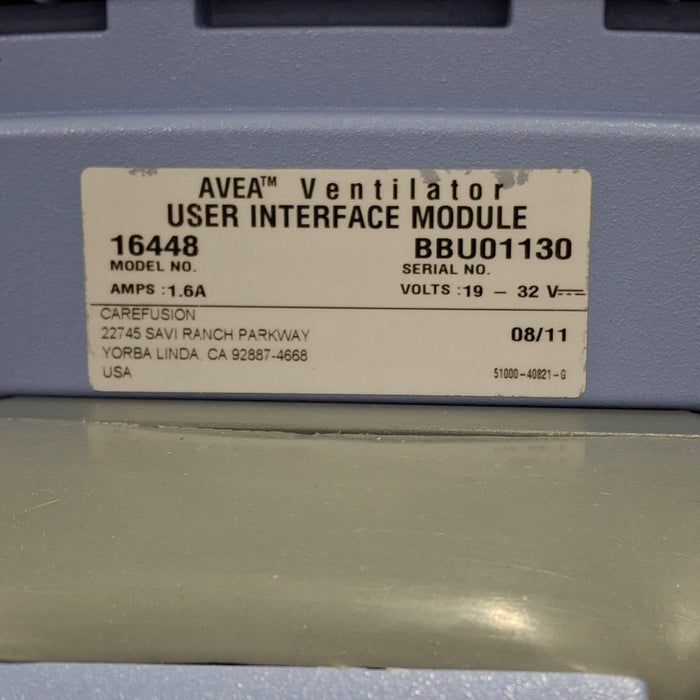 AVEA™ Ventilator
USER INTERFACE MODULE
16448 BBU01130
MODEL NO. SERIAL NO.
AMPS :1.6A VOLTS :19 – 32 V⎓
CAREFUSION
22745 SAVI RANCH PARKWAY 08/11
YORBA LINDA, CA 92887-4668
USA 51000-40821-G